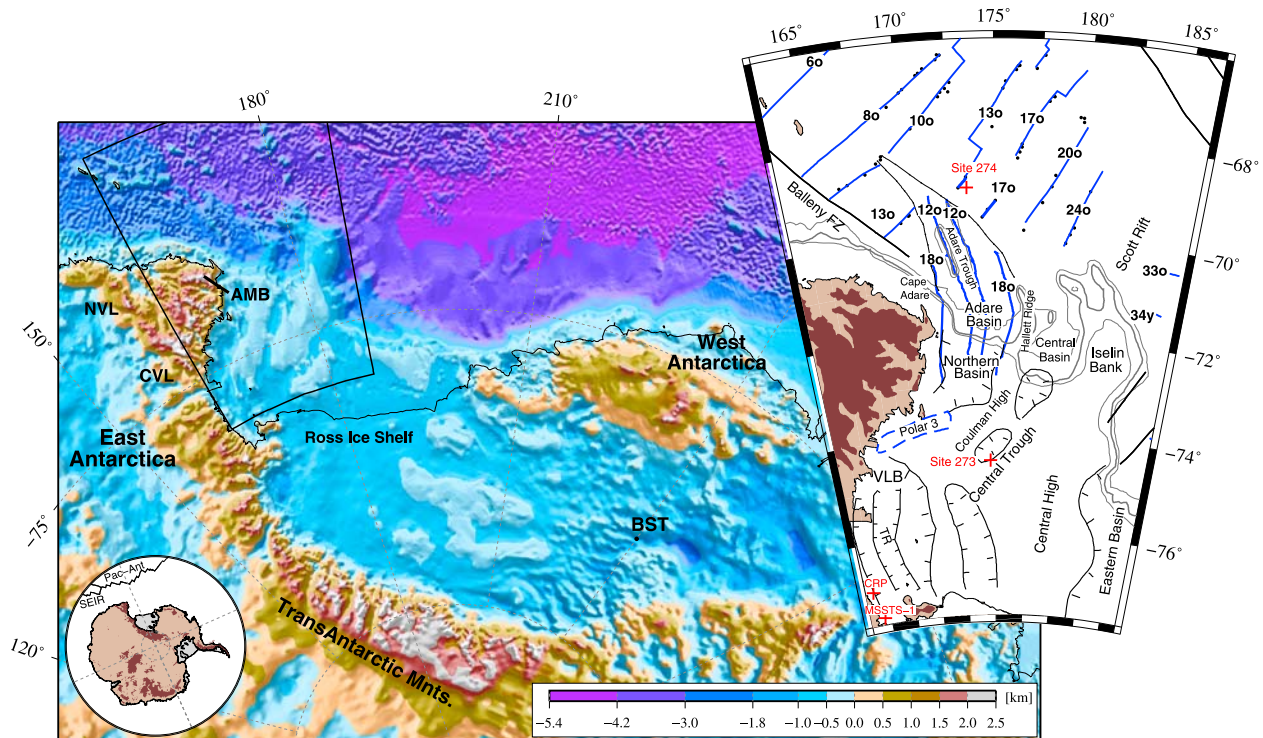 165°
170°
175°
180°
185°
180°
210°
150°
-75°
120°
-68°
-70°
-72°
-74°
-76°
6o
8o
10o
13o
17o
20o
24o
Site 274
17o
13o
12o
12o
18o
18o
33o
34y
Balleny FZ
Adare Trough
Cape
Adare
Adare
Basin
Hallett Ridge
Scott Rift
Central
Basin
Iselin
Bank
Northern
Basin
Polar 3
Coulman High
Site 273
Central Trough
VLB
TR
Central High
Eastern Basin
CRP
MSSTS-1
NVL
AMB
CVL
East
Antarctica
West
Antarctica
Ross Ice Shelf
BST
TransAntarctic Mnts.
Pac-Ant
SEIR
[km]
-5.4 -4.2 -3.0 -1.8 -1.0 -0.5 0.0 0.5 1.0 1.5 2.0 2.5